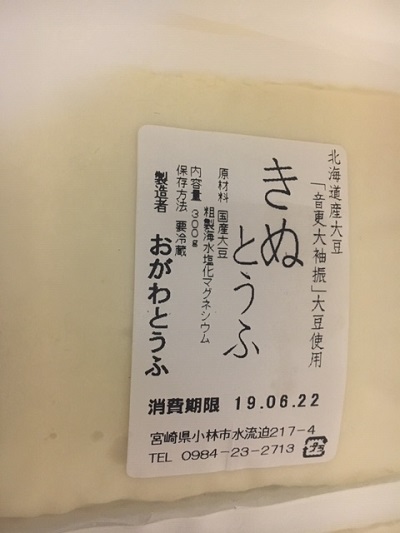 北海道産大豆
「音更大袖振」大豆使用
きぬ
とうふ
原材料 国産大豆
粗製海水塩化マグネシウム
内容量 300g
保存方法 要冷蔵
製造者 おがわとうふ
消費期限 19.06.22
宮崎県小林市水流迫217-4
TEL 0984-23-2713
プラ